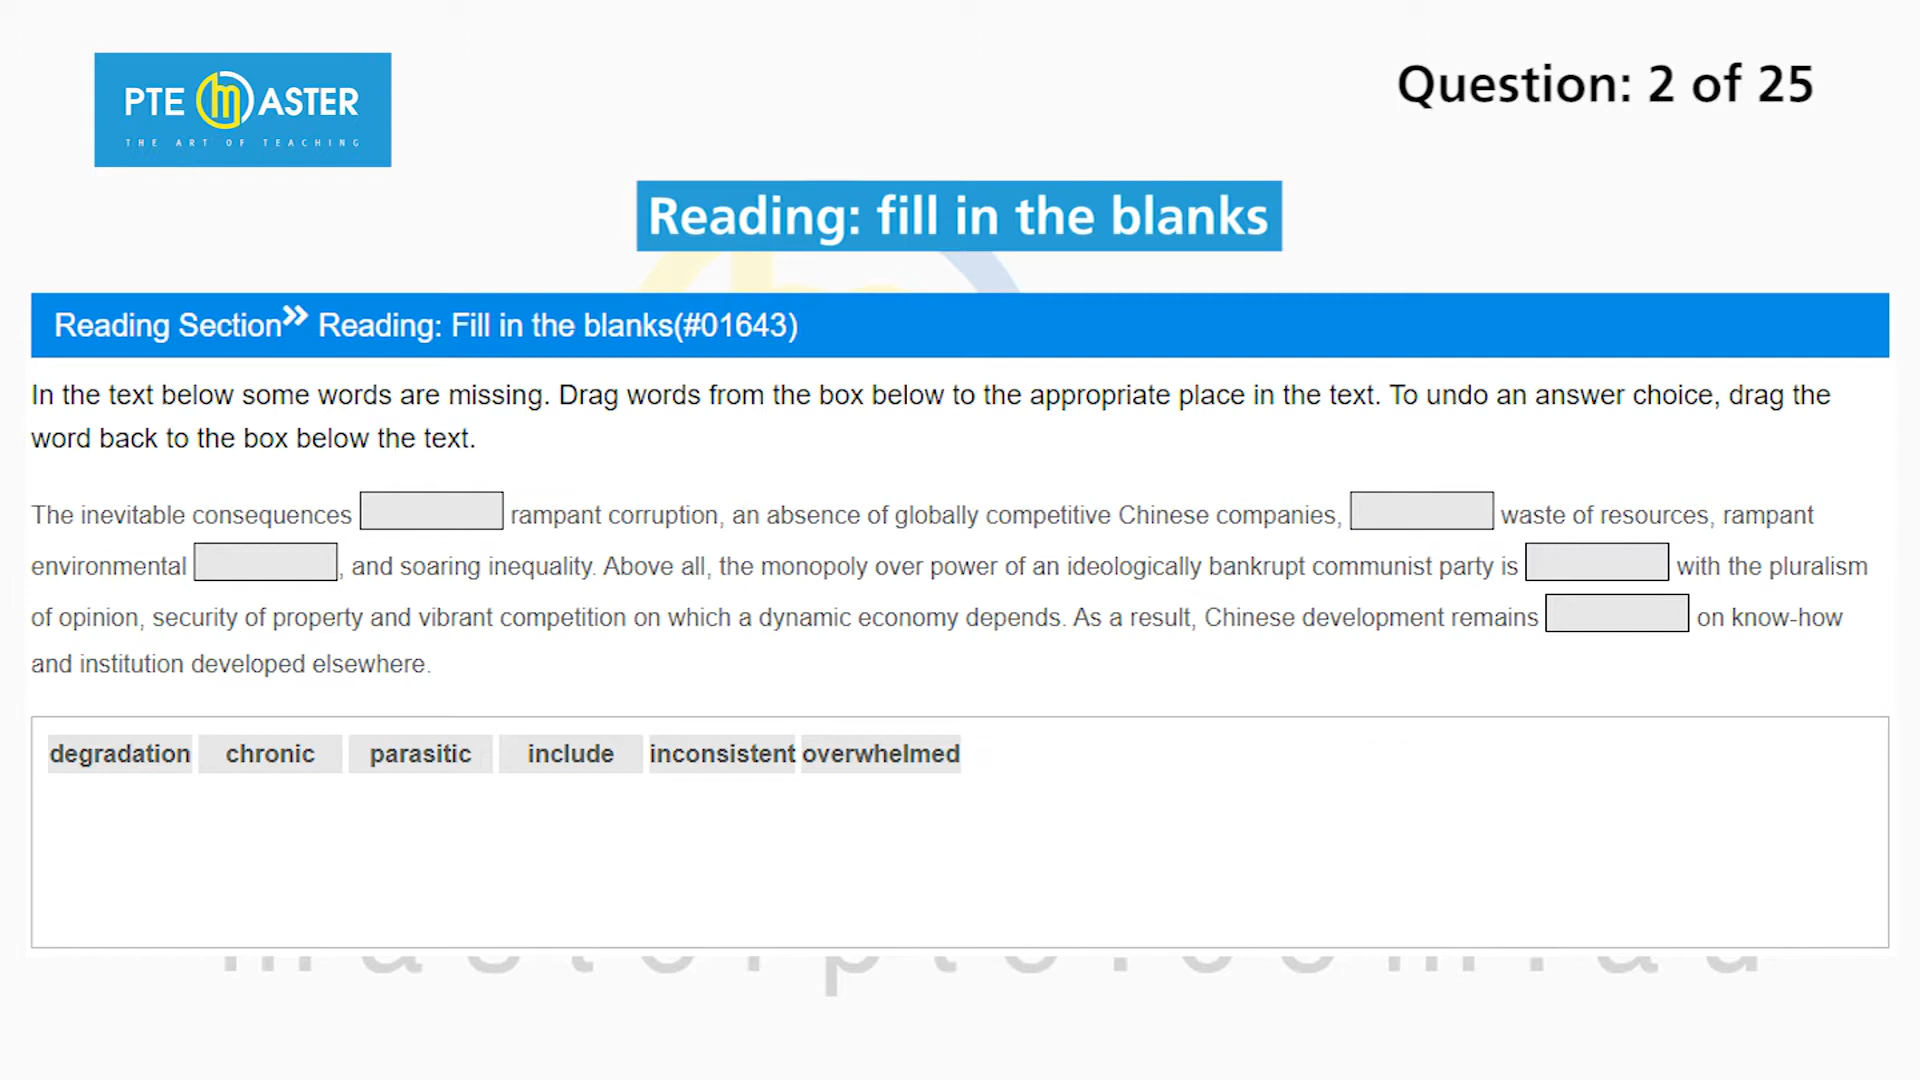 PTE MASTER
THE ART OF TEACHING
Question: 2 of 25
Reading: fill in the blanks
Reading Section» Reading: Fill in the blanks(#01643)
In the text below some words are missing. Drag words from the box below to the appropriate place in the text. To undo an answer choice, drag the
word back to the box below the text.
The inevitable consequences rampant corruption, an absence of globally competitive Chinese companies, waste of resources, rampant
environmental , and soaring inequality. Above all, the monopoly over power of an ideologically bankrupt communist party is with the pluralism
of opinion, security of property and vibrant competition on which a dynamic economy depends. As a result, Chinese development remains on know-how
and institution developed elsewhere.
degradation chronic parasitic include inconsistent overwhelmed